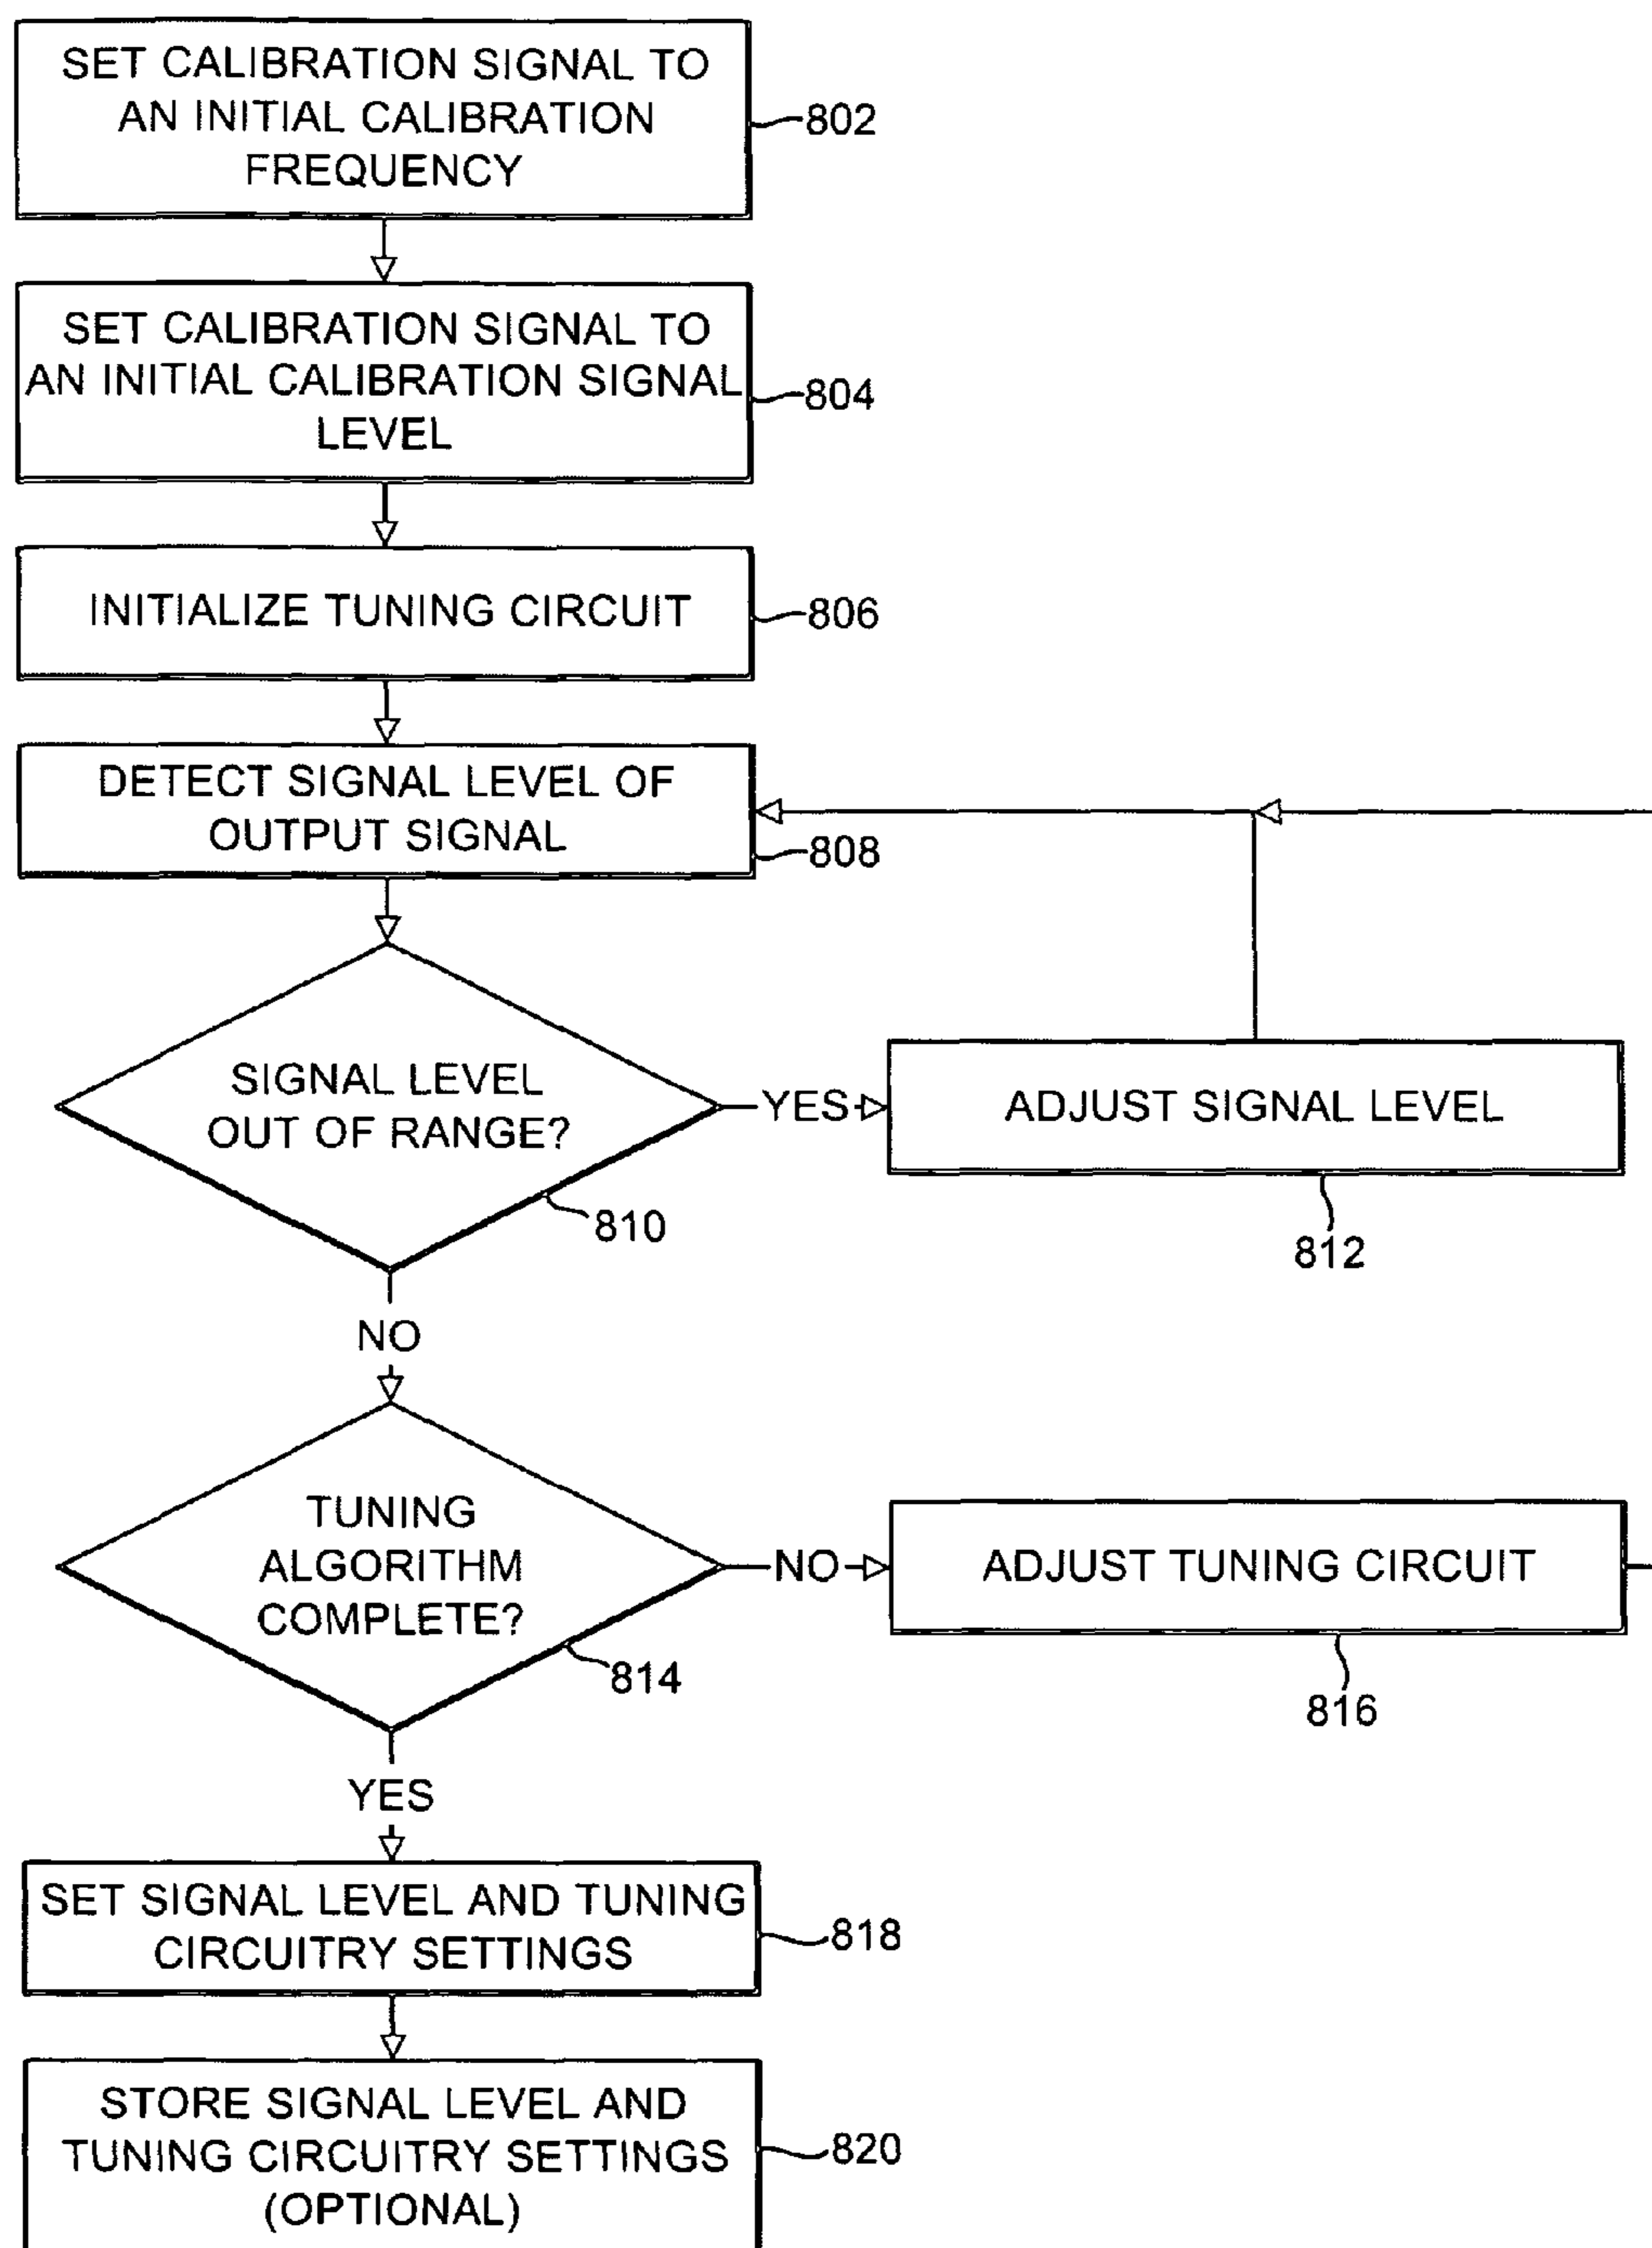 SET CALIBRATION SIGNAL TO
AN INITIAL CALIBRATION
FREQUENCY
802
SET CALIBRATION SIGNAL TO
AN INITIAL CALIBRATION SIGNAL
LEVEL
804
INITIALIZE TUNING CIRCUIT
806
DETECT SIGNAL LEVEL OF
OUTPUT SIGNAL
808
SIGNAL LEVEL
OUT OF RANGE?
810
YES
ADJUST SIGNAL LEVEL
812
NO
TUNING
ALGORITHM
COMPLETE?
814
NO
ADJUST TUNING CIRCUIT
816
YES
SET SIGNAL LEVEL AND TUNING
CIRCUITRY SETTINGS
818
STORE SIGNAL LEVEL AND
TUNING CIRCUITRY SETTINGS
(OPTIONAL)
820